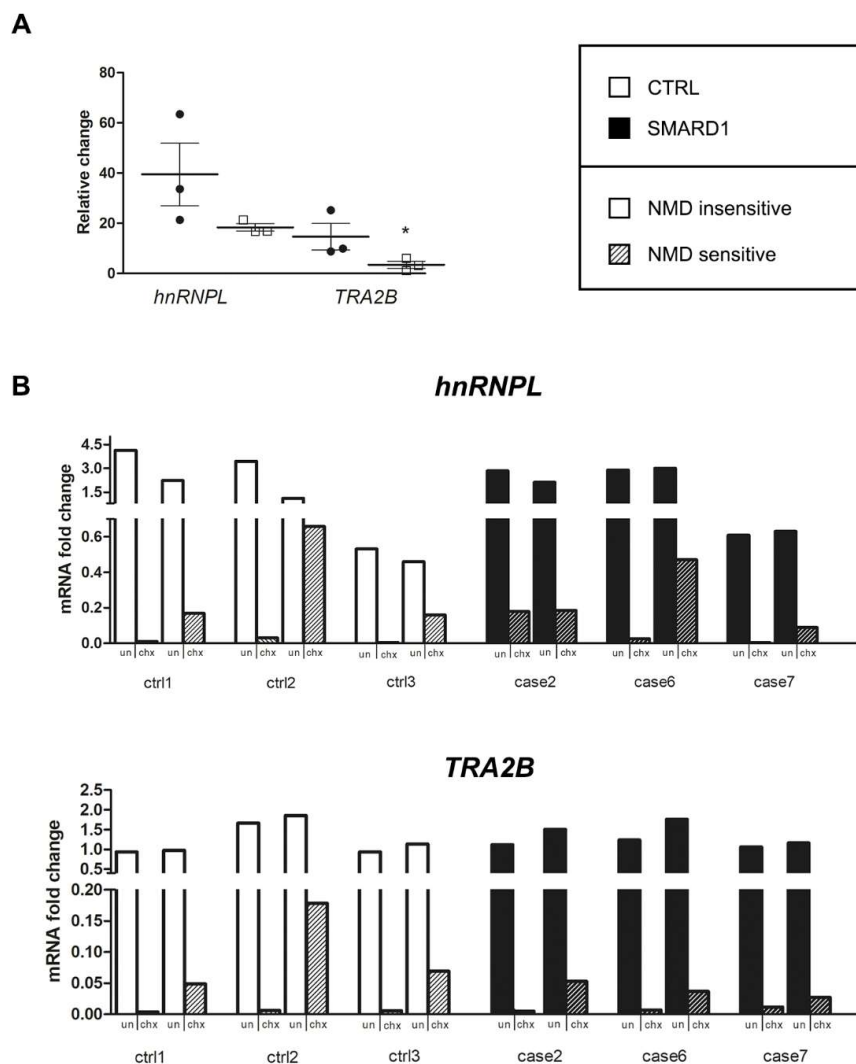 A
80
60
40
20
0
Relative change
*
hnRNPL
TRA2B
CTRL
SMARD1
NMD insensitive
NMD sensitive
B
hnRNPL
mRNA fold change
4.5
3.0
1.5
0.6
0.4
0.2
0.0
un chx un chx un chx un chx un chx un chx un chx un chx un chx un chx un chx un chx
ctrl1 ctrl2 ctrl3 case2 case6 case7
TRA2B
mRNA fold change
2.5
2.0
1.5
1.0
0.5
0.20
0.15
0.10
0.05
0.00
un chx un chx un chx un chx un chx un chx un chx un chx un chx un chx un chx un chx
ctrl1 ctrl2 ctrl3 case2 case6 case7